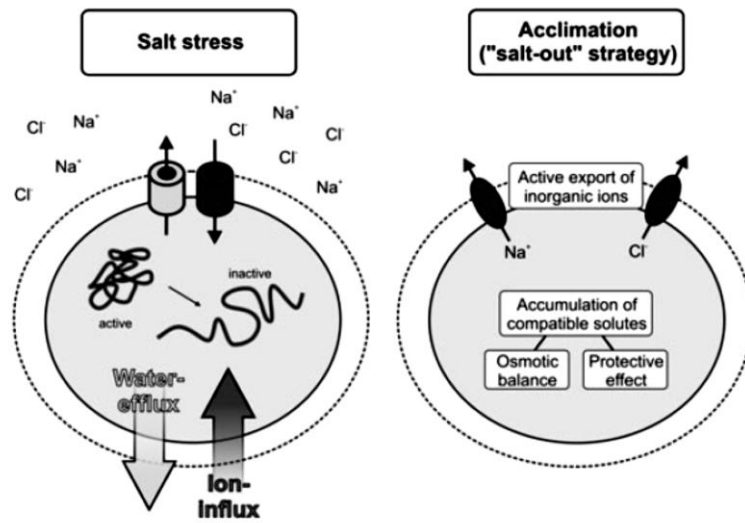 Salt stress
Acclimation
("salt-out" strategy)
Na⁺
Cl⁻
Na⁺
Na⁺
Cl⁻
Cl⁻
Na⁺
Cl⁻
Cl⁻
Na⁺
active
inactive
Water-
efflux
Ion-
Influx
Active export of
inorganic ions
Na⁺
Cl⁻
Accumulation of
compatible solutes
Osmotic
balance
Protective
effect